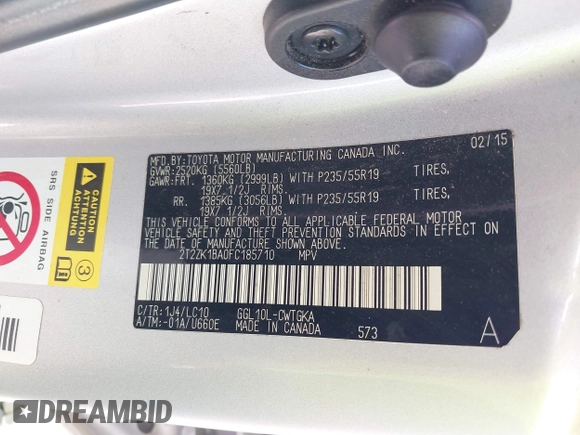 MFD.BY:TOYOTA MOTOR MANUFACTURING CANADA INC. 02/15
GVWR:2520KG (5560LB)
GAWR:FRT. 1360KG (2999LB) WITH P235/55R19 TIRES,
19X7 1/2J RIMS.
RR. 1385KG (3056LB) WITH P235/55R19 TIRES,
19X7 1/2J RIMS.
THIS VEHICLE CONFORMS TO ALL APPLICABLE FEDERAL MOTOR
VEHICLE SAFETY AND THEFT PREVENTION STANDARDS IN EFFECT
ON THE DATE OF MANUFACTURE SHOWN ABOVE.
2T2ZK1BA0FC185710 MPV
C/TR:1J4/LC10 GGL10L-CWTGKA
A/TM:-01A/U660E MADE IN CANADA 573 A
SRS SIDE AIRBAG
CAUTION
ATTENTION
ACHTUNG
3
DREAMBID